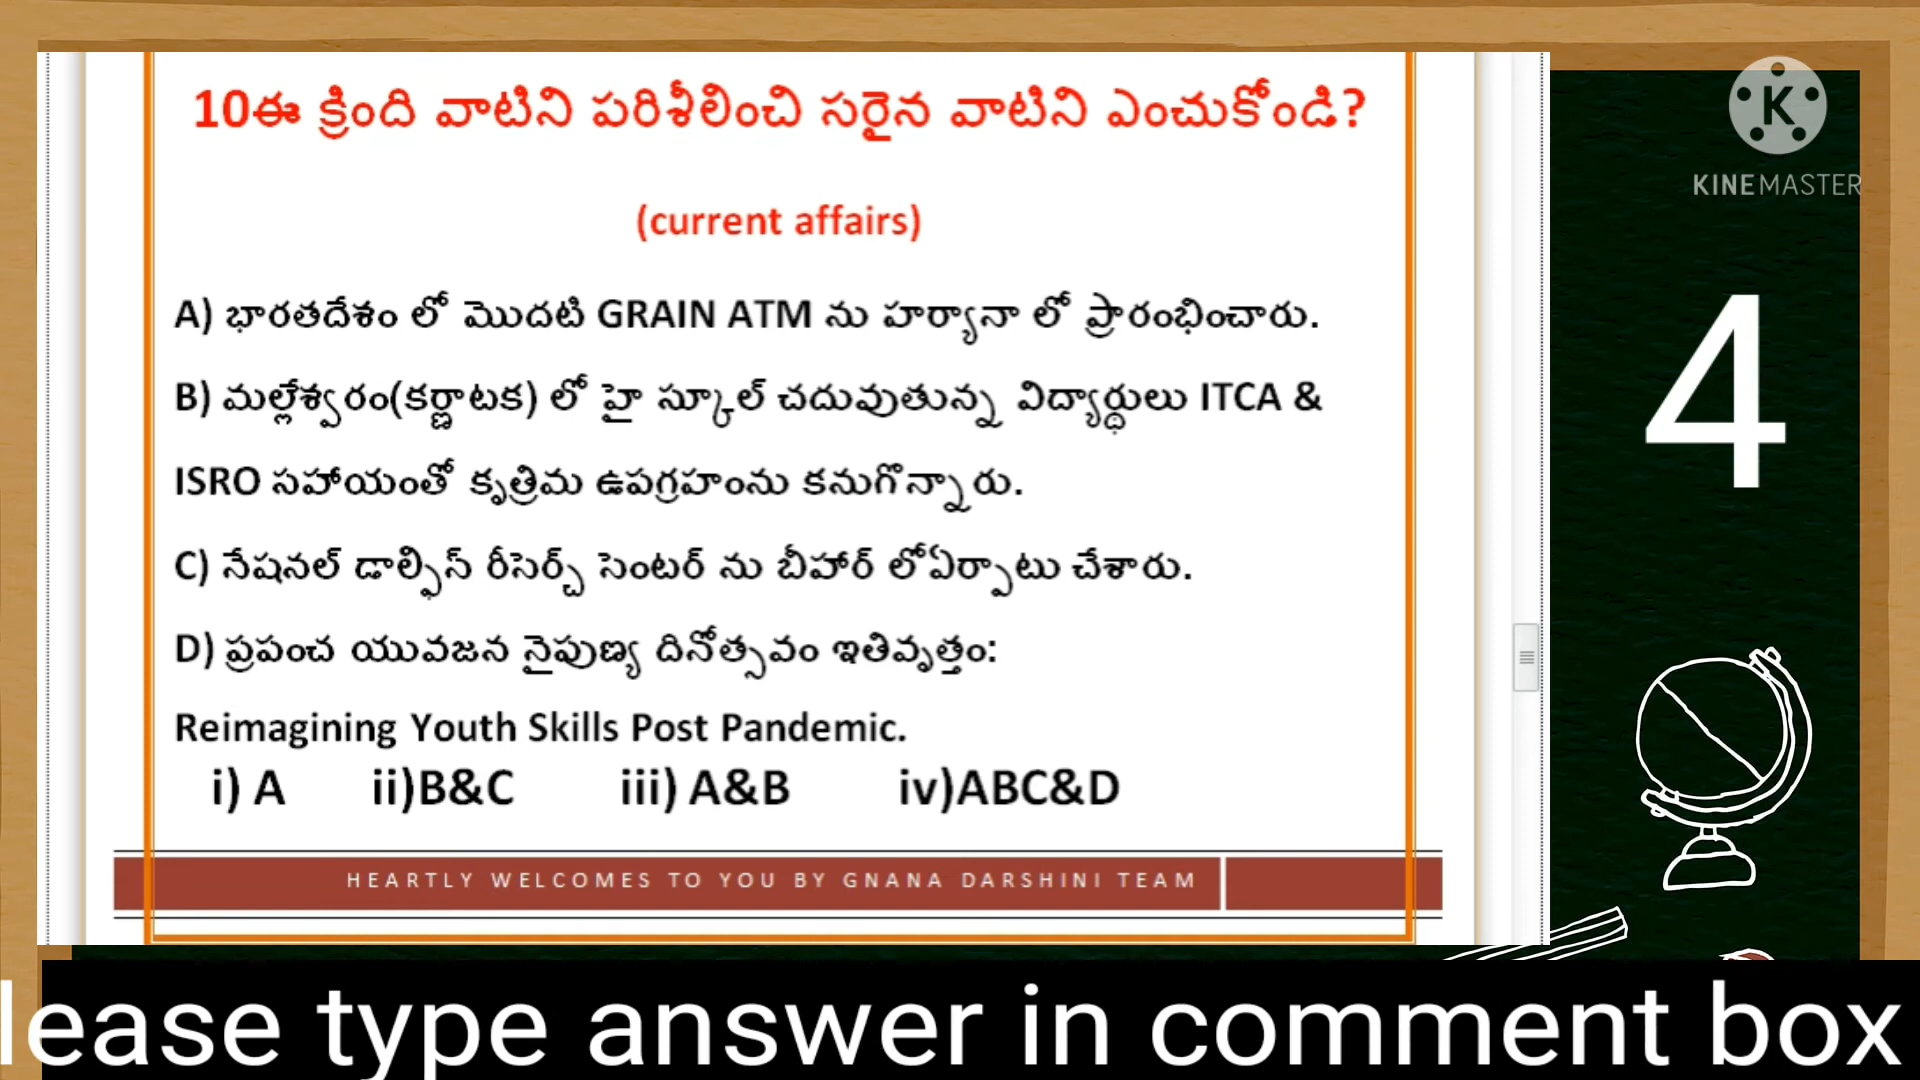 10ఈ క్రింది వాటిని పరిశీలించి సరైన వాటిని ఎంచుకోండి?
(current affairs)
A) భారతదేశం లో మొదటి GRAIN ATM ను హర్యానా లో ప్రారంభించారు.
B) మల్లేశ్వరం(కర్ణాటక) లో హై స్కూల్ చదువుతున్న విద్యార్థులు ITCA &
ISRO సహాయంతో కృత్రిమ ఉపగ్రహంను కనుగొన్నారు.
C) నేషనల్ డాల్ఫిన్ రీసెర్చ్ సెంటర్ ను బీహార్ లోఏర్పాటు చేశారు.
D) ప్రపంచ యువజన నైపుణ్య దినోత్సవం ఇతివృత్తం:
Reimagining Youth Skills Post Pandemic.
i) A ii)B&C iii) A&B iv)ABC&D
HEARTLY WELCOMES TO YOU BY GNANA DARSHINI TEAM
K
KINEMASTER
4
lease type answer in comment box